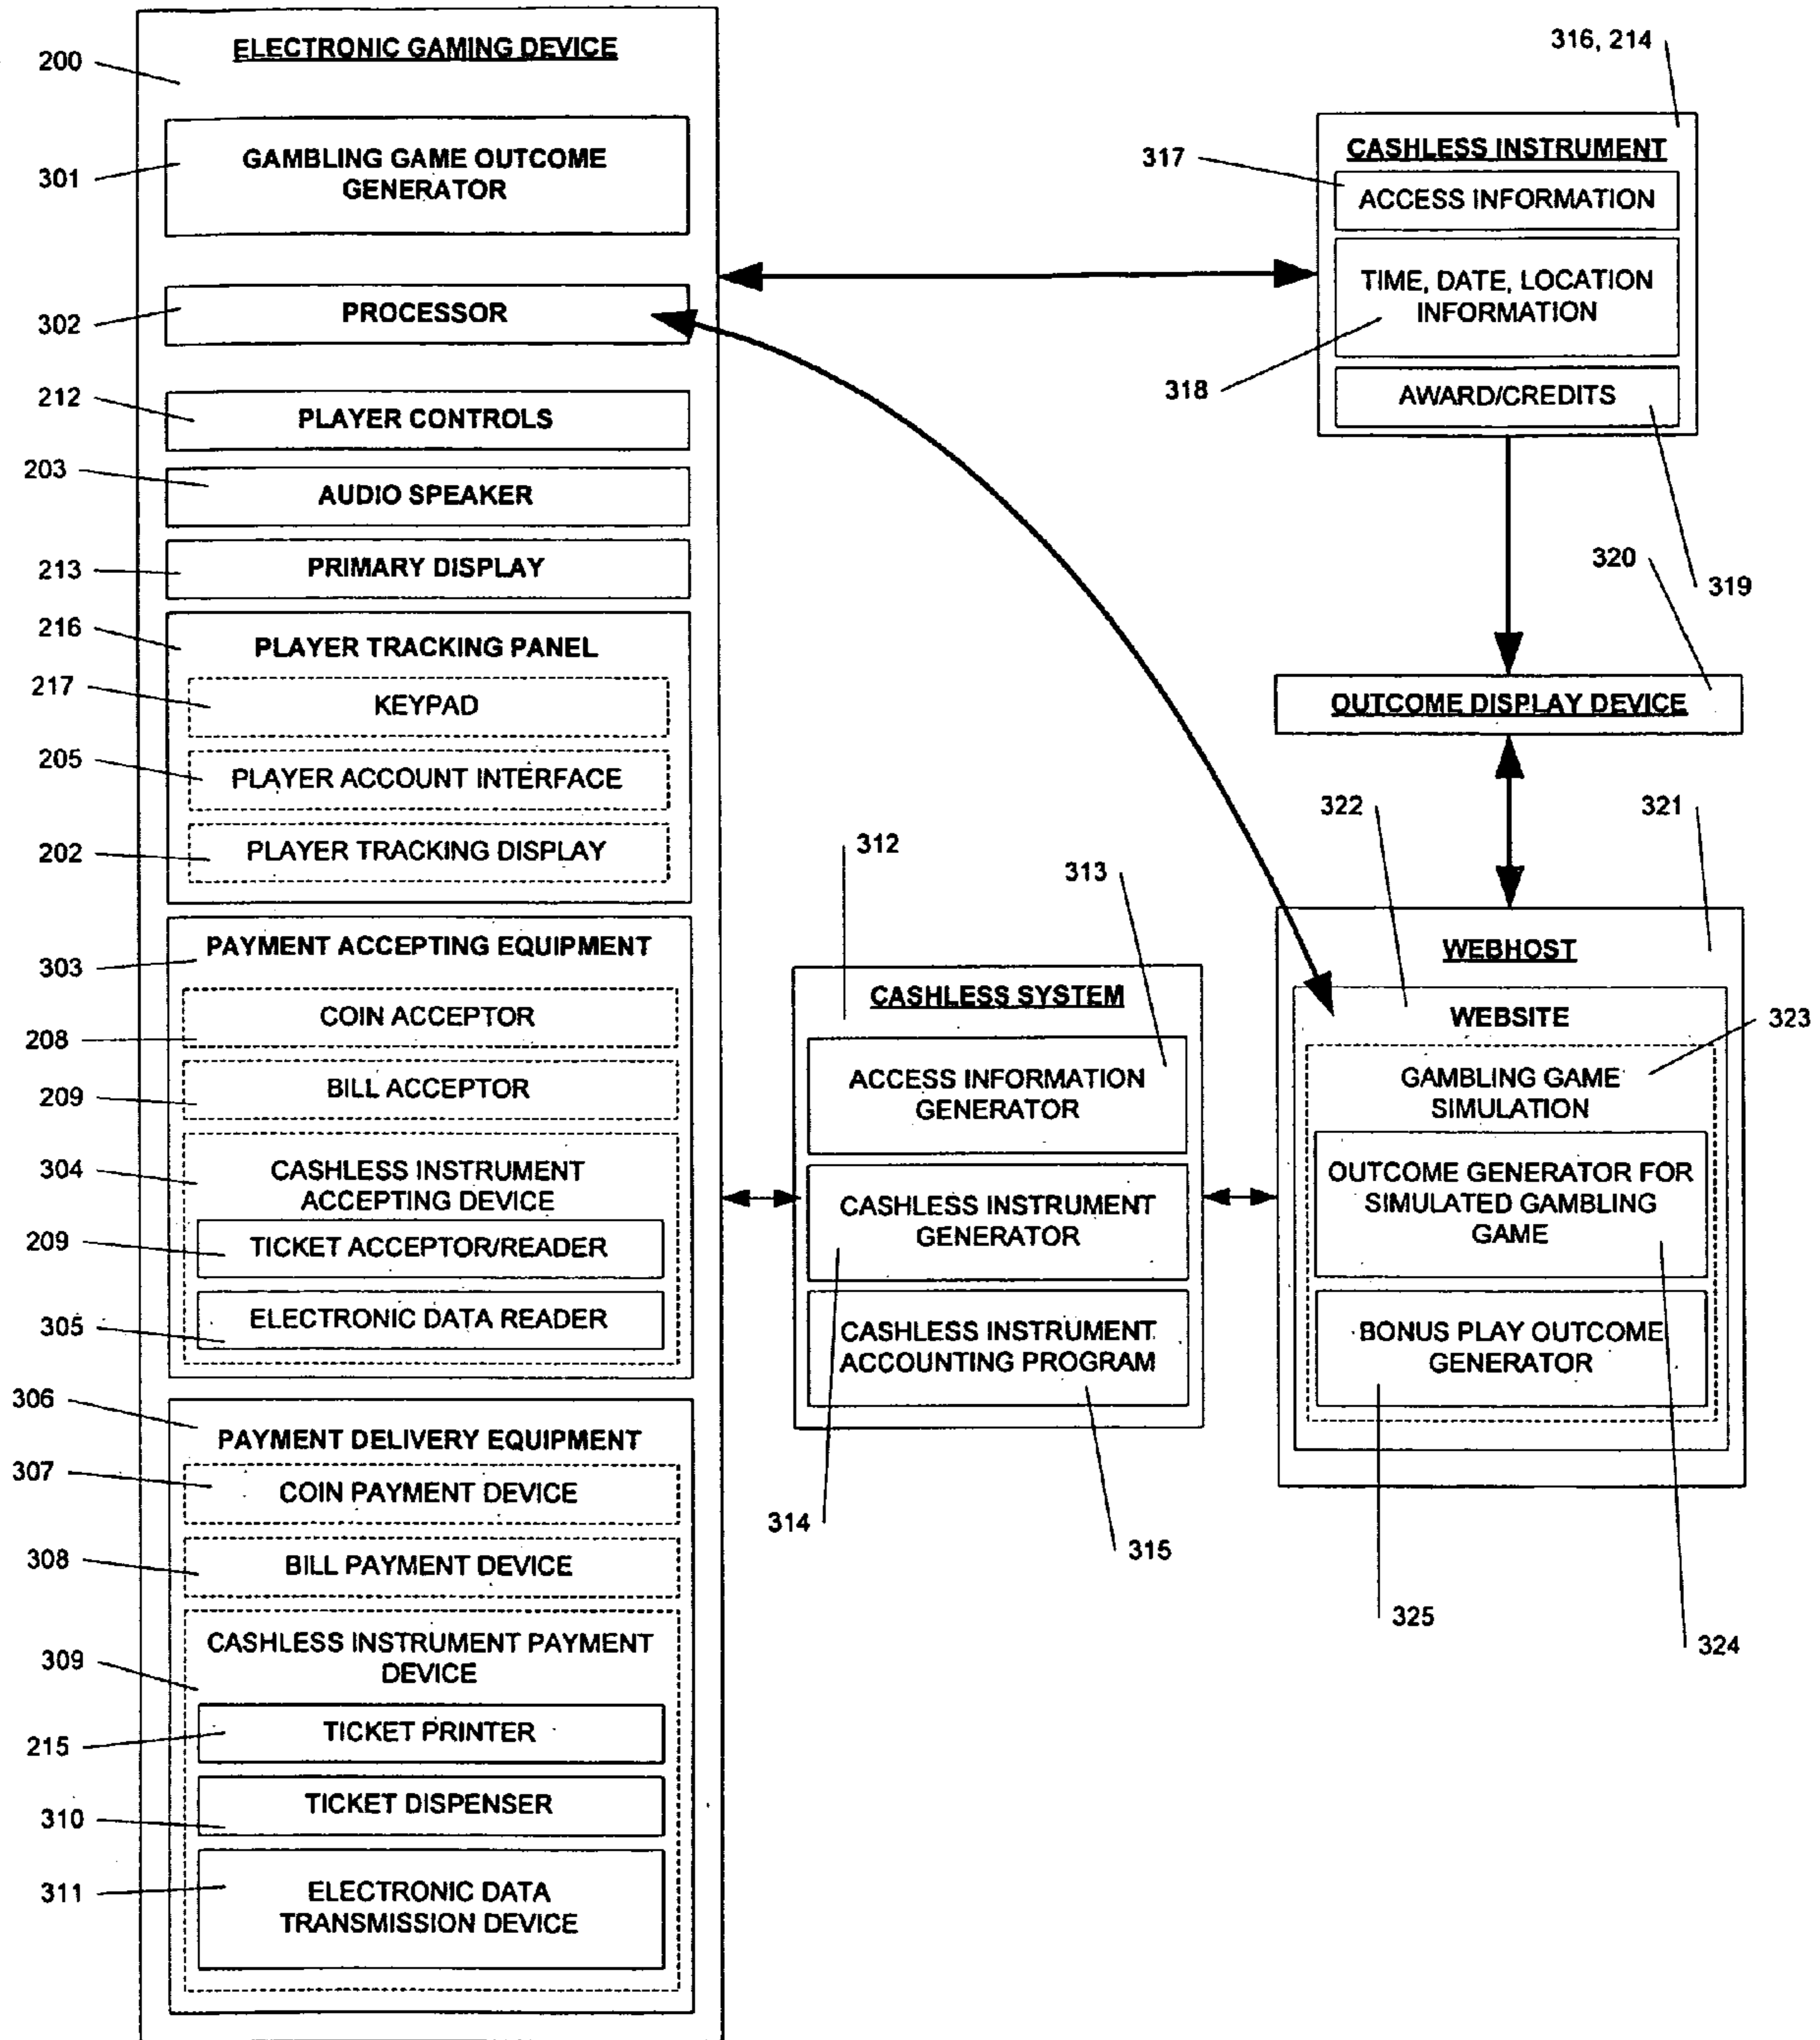 ELECTRONIC GAMING DEVICE
200
GAMBLING GAME OUTCOME
GENERATOR
301
PROCESSOR
302
212
PLAYER CONTROLS
203
AUDIO SPEAKER
213
PRIMARY DISPLAY
216
PLAYER TRACKING PANEL
217
KEYPAD
205
PLAYER ACCOUNT INTERFACE
202
PLAYER TRACKING DISPLAY
PAYMENT ACCEPTING EQUIPMENT
303
COIN ACCEPTOR
208
BILL ACCEPTOR
209
304
CASHLESS INSTRUMENT
ACCEPTING DEVICE
209
TICKET ACCEPTOR/READER
305
ELECTRONIC DATA READER
306
PAYMENT DELIVERY EQUIPMENT
307
COIN PAYMENT DEVICE
308
BILL PAYMENT DEVICE
CASHLESS INSTRUMENT PAYMENT
DEVICE
309
TICKET PRINTER
215
TICKET DISPENSER
310
311
ELECTRONIC DATA
TRANSMISSION DEVICE
312
313
CASHLESS SYSTEM
ACCESS INFORMATION
GENERATOR
CASHLESS INSTRUMENT
GENERATOR
CASHLESS INSTRUMENT
ACCOUNTING PROGRAM
314
315
316, 214
CASHLESS INSTRUMENT
317
ACCESS INFORMATION
TIME, DATE, LOCATION
INFORMATION
318
AWARD/CREDITS
319
320
OUTCOME DISPLAY DEVICE
322
321
WEBHOST
WEBSITE
323
GAMBLING GAME
SIMULATION
OUTCOME GENERATOR FOR
SIMULATED GAMBLING
GAME
BONUS PLAY OUTCOME
GENERATOR
325
324